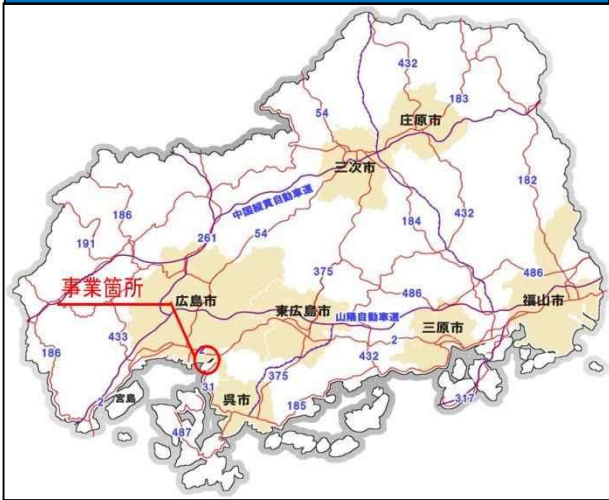 432
54
183
庄原市
三次市
182
中国縦貫自動車道
186
184
432
191
261
54
375
486
事業箇所
486
広島市
東広島市
福山市
山陽自動車道
三原市
433
2
2
186
432
31
375
宮島
呉市
317
2
185
487